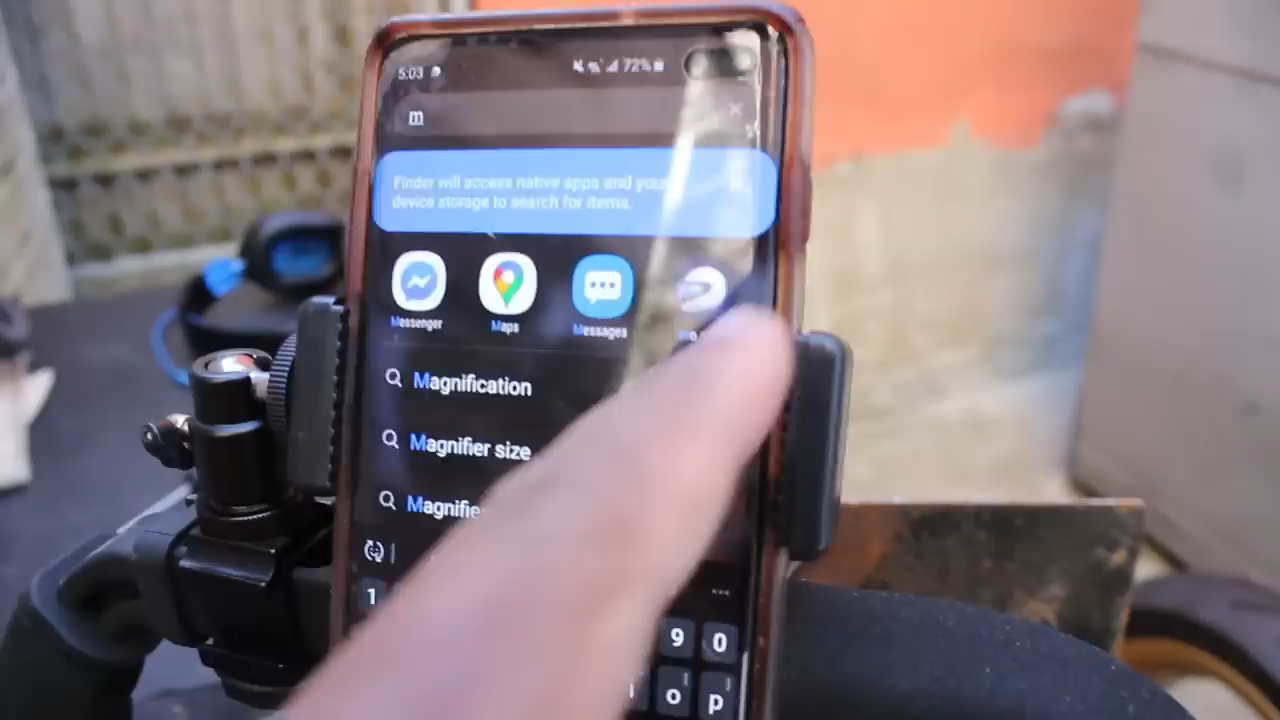 5:03 72%
m
Finder will access native apps and your
device storage to search for items.
Messenger Maps Messages
Magnification
Magnifier size
Magnifie
1 9 0
o p